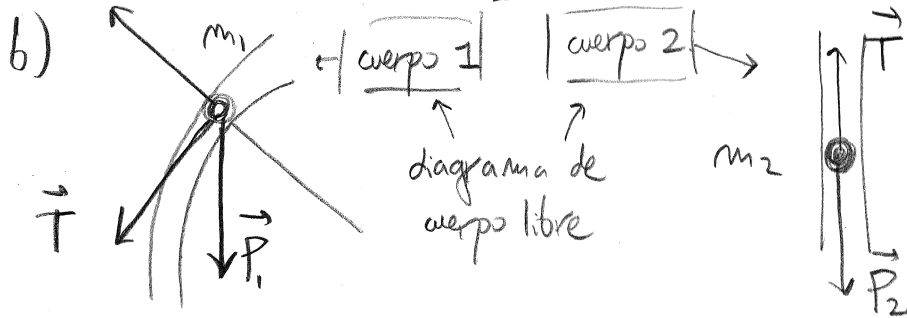 b)
m₁
cuerpo 1
cuerpo 2
T
m₂
diagrama de
cuerpo libre
T
P₁
P₂